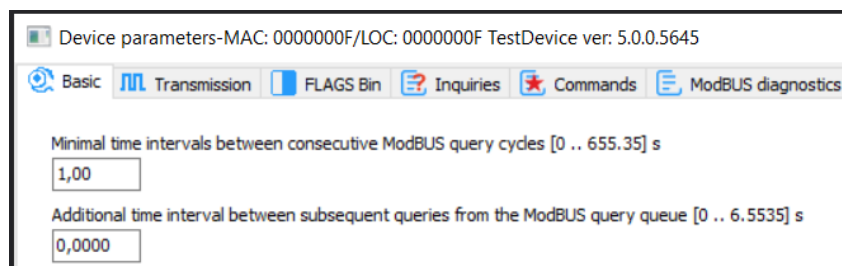 Device parameters-MAC: 0000000F/LOC: 0000000F TestDevice ver: 5.0.0.5645
Basic Transmission FLAGS Bin Inquiries Commands ModBUS diagnostics
Minimal time intervals between consecutive ModBUS query cycles [0 .. 655.35] s
1,00
Additional time interval between subsequent queries from the ModBUS query queue [0 .. 6.5535] s
0,0000